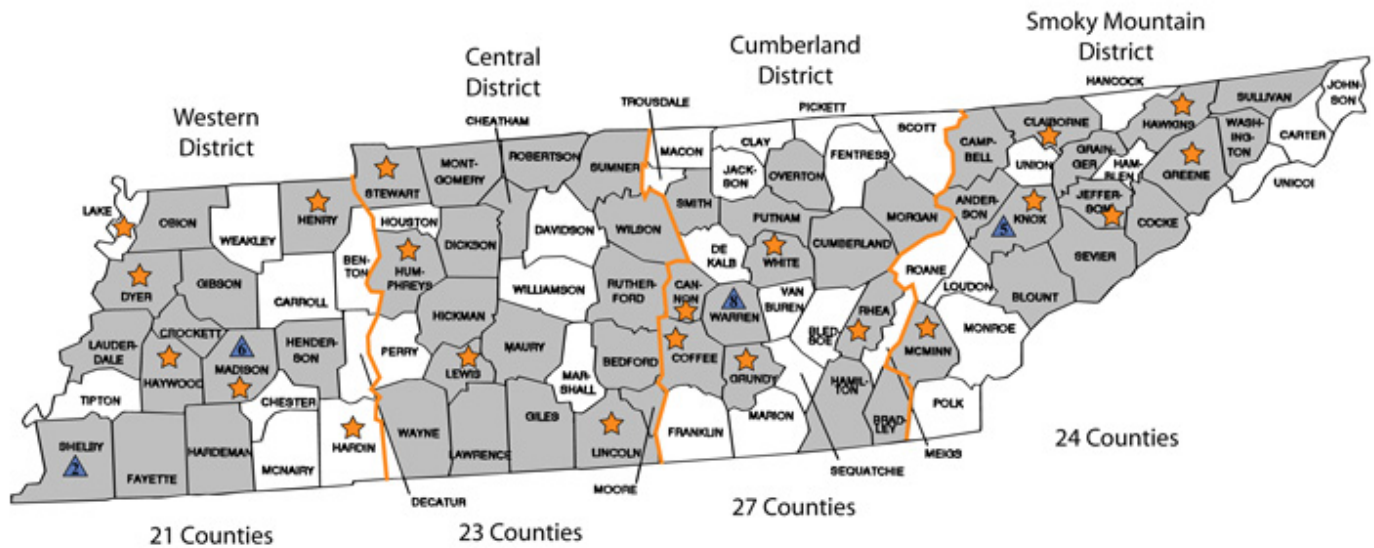 Smoky Mountain
District
Cumberland
District
Central
District
Western
District
HANCOCK
JOHN-
SON
SULLIVAN
TROUSDALE
PICKETT
CHEATHAM
SCOTT
CLAIBORNE
HAWKINS
WASH-
ING-
TON
CARTER
MACON
CLAY
CAMP-
BELL
UNION
GRAIN-
GER
HAM-
BLEN
GREENE
UNICOI
ROBERTSON
MONT-
GOMERY
SUMNER
STEWART
JACK-
SON
OVERTON
FENTRESS
ANDER-
SON
KNOX
5
JEFFER-
SON
COCKE
LAKE
OBION
HENRY
WEAKLEY
HOUSTON
SMITH
PUTNAM
MORGAN
SEVIER
BEN-
TON
DICKSON
DAVIDSON
WILSON
DE
KALB
WHITE
CUMBERLAND
ROANE
LOUDON
BLOUNT
DYER
GIBSON
CARROLL
HUM-
PHREYS
WILLIAMSON
RUTHER-
FORD
CAN-
NON
8
WARREN
VAN
BUREN
BLED-
SOE
RHEA
MONROE
CROCKETT
LAUDER-
DALE
HAYWOOD
6
MADISON
HENDER-
SON
PERRY
HICKMAN
LEWIS
MAURY
MAR-
SHALL
BEDFORD
COFFEE
GRUNDY
HAMIL-
TON
MCMINN
TIPTON
CHESTER
BRAD-
LEY
POLK
SHELBY
2
FAYETTE
HARDEMAN
MCNAIRY
HARDIN
WAYNE
LAWRENCE
GILES
LINCOLN
FRANKLIN
MARION
MEIGS
SEQUATCHIE
MOORE
DECATUR
21 Counties
23 Counties
27 Counties
24 Counties